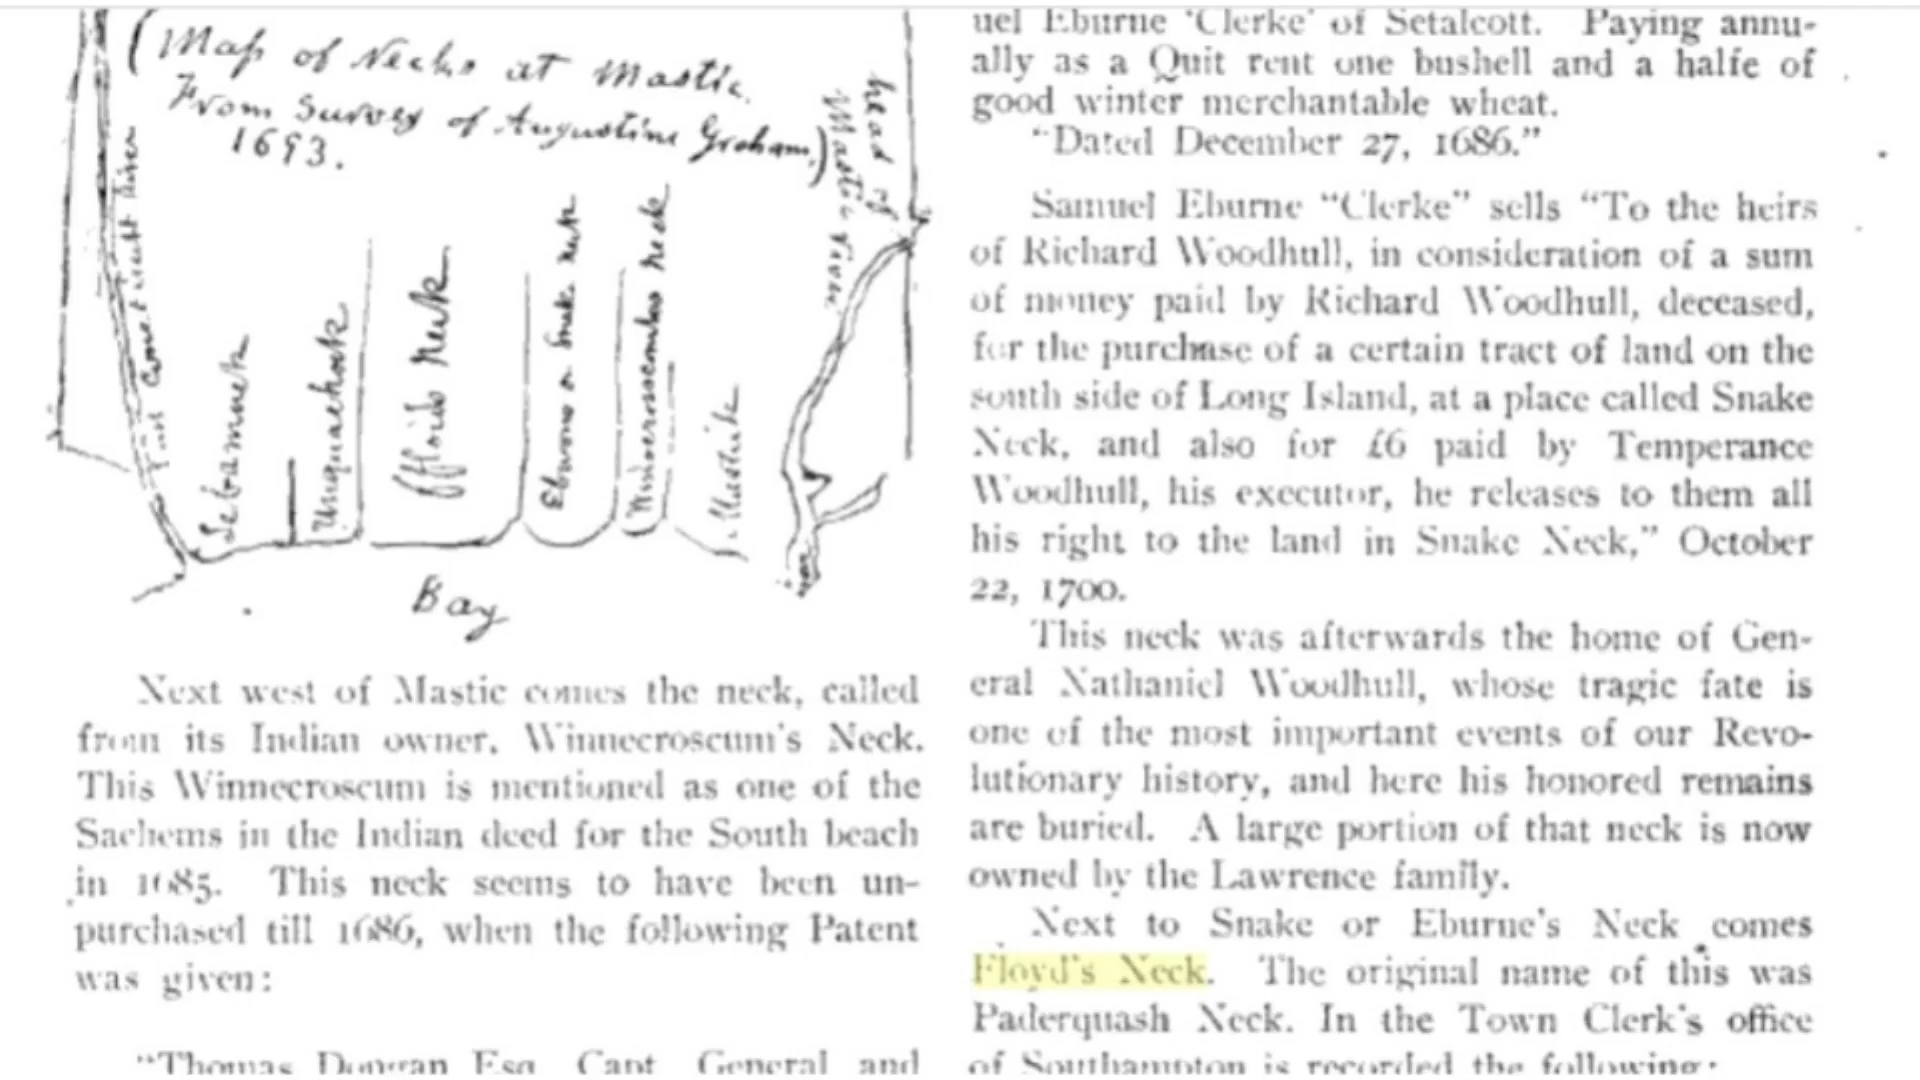 (Map of Necks at Mastic.
From Survey of Augustine Graham.)
1693.
head of
Mastic river
Connecticutt River
Sebamuck
Unquachock
ffloids Neck
Eburons or Snake Neck
Winnecroscombs Neck
Mastick
Bay
Next west of Mastic comes the neck, called
from its Indian owner, Winnecroscum's Neck.
This Winnecroscum is mentioned as one of the
Sachems in the Indian deed for the South beach
in 1685. This neck seems to have been un-
purchased till 1686, when the following Patent
was given:
"Thomas Dungan Esq. Capt. General and
uel Eburne 'Clerke' of Setalcott. Paying annu-
ally as a Quit rent one bushell and a halfe of
good winter merchantable wheat.
"Dated December 27, 1686."
Samuel Eburne "Clerke" sells "To the heirs
of Richard Woodhull, in consideration of a sum
of money paid by Richard Woodhull, deceased,
for the purchase of a certain tract of land on the
south side of Long Island, at a place called Snake
Neck, and also for £6 paid by Temperance
Woodhull, his executor, he releases to them all
his right to the land in Snake Neck," October
22, 1700.
This neck was afterwards the home of Gen-
eral Nathaniel Woodhull, whose tragic fate is
one of the most important events of our Revo-
lutionary history, and here his honored remains
are buried. A large portion of that neck is now
owned by the Lawrence family.
Next to Snake or Eburne's Neck comes
Floyd's Neck. The original name of this was
Paderquash Neck. In the Town Clerk's office
of Southampton is recorded the following: